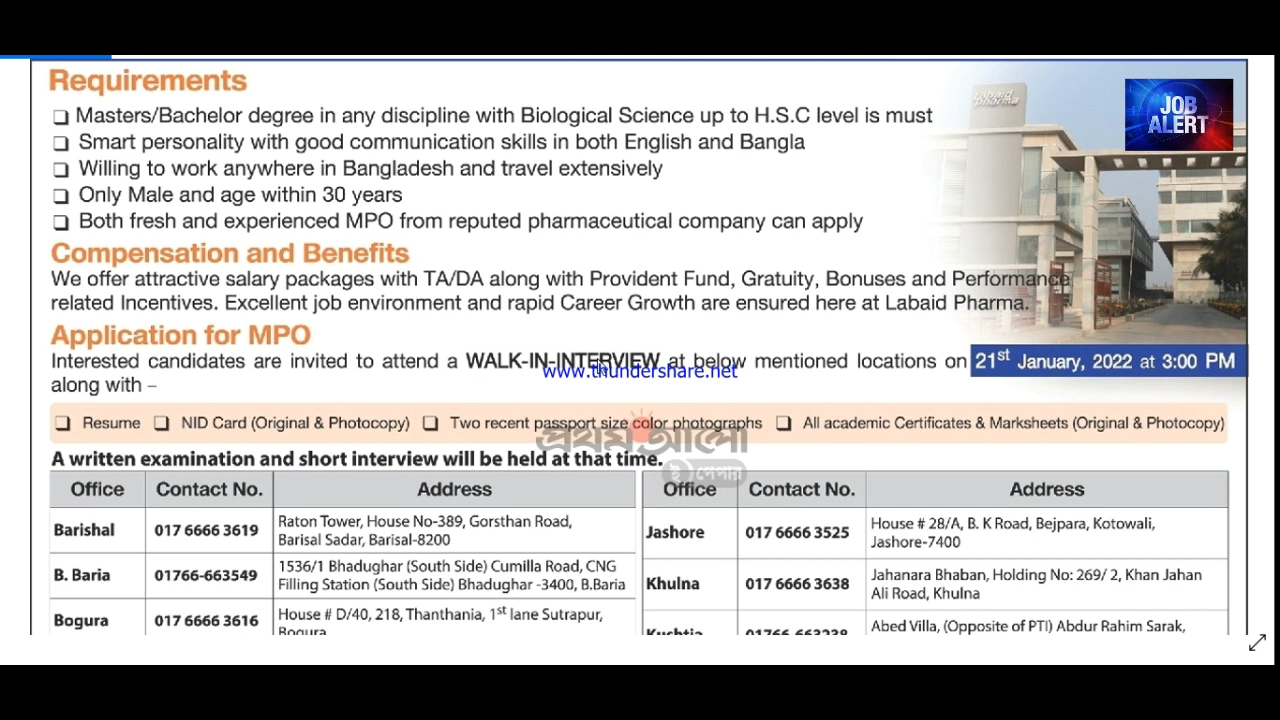 Requirements
❏ Masters/Bachelor degree in any discipline with Biological Science up to H.S.C level is must
❏ Smart personality with good communication skills in both English and Bangla
❏ Willing to work anywhere in Bangladesh and travel extensively
❏ Only Male and age within 30 years
❏ Both fresh and experienced MPO from reputed pharmaceutical company can apply
Labaid
Pharma
JOB
ALERT
Compensation and Benefits
We offer attractive salary packages with TA/DA along with Provident Fund, Gratuity, Bonuses and Performance
related Incentives. Excellent job environment and rapid Career Growth are ensured here at Labaid Pharma.
Application for MPO
Interested candidates are invited to attend a WALK-IN-INTERVIEW at below mentioned locations on 21st January, 2022 at 3:00 PM
www.thundershare.net
along with –
❏ Resume ❏ NID Card (Original & Photocopy) ❏ Two recent passport size color photographs ❏ All academic Certificates & Marksheets (Original & Photocopy)
প্রথম আলো
ই পেপার
A written examination and short interview will be held at that time.
Office Contact No. Address
Barishal 017 6666 3619 Raton Tower, House No-389, Gorsthan Road,
Barisal Sadar, Barisal-8200
B. Baria 01766-663549 1536/1 Bhadughar (South Side) Cumilla Road, CNG
Filling Station (South Side) Bhadughar -3400, B.Baria
Bogura 017 6666 3616 House # D/40, 218, Thanthania, 1st lane Sutrapur,
Bogura
Office Contact No. Address
Jashore 017 6666 3525 House # 28/A, B. K Road, Bejpara, Kotowali,
Jashore-7400
Khulna 017 6666 3638 Jahanara Bhaban, Holding No: 269/ 2, Khan Jahan
Ali Road, Khulna
Kushtia 01766-663238 Abed Villa, (Opposite of PTI) Abdur Rahim Sarak,